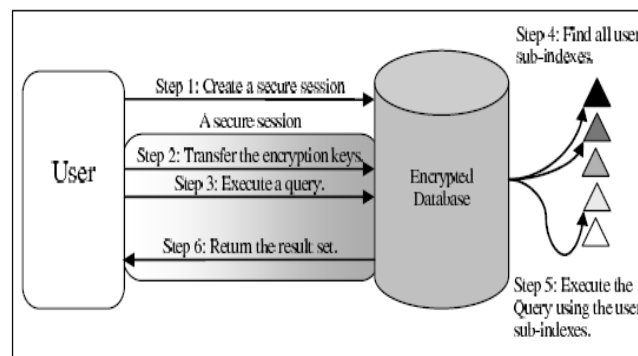 Step 4: Find all user
sub-indexes.
Step 1: Create a secure session
A secure session
Step 2: Transfer the encryption keys.
Step 3: Execute a query.
User
Encrypted
Database
Step 6: Return the result set.
Step 5: Execute the
Query using the user
sub-indexes.